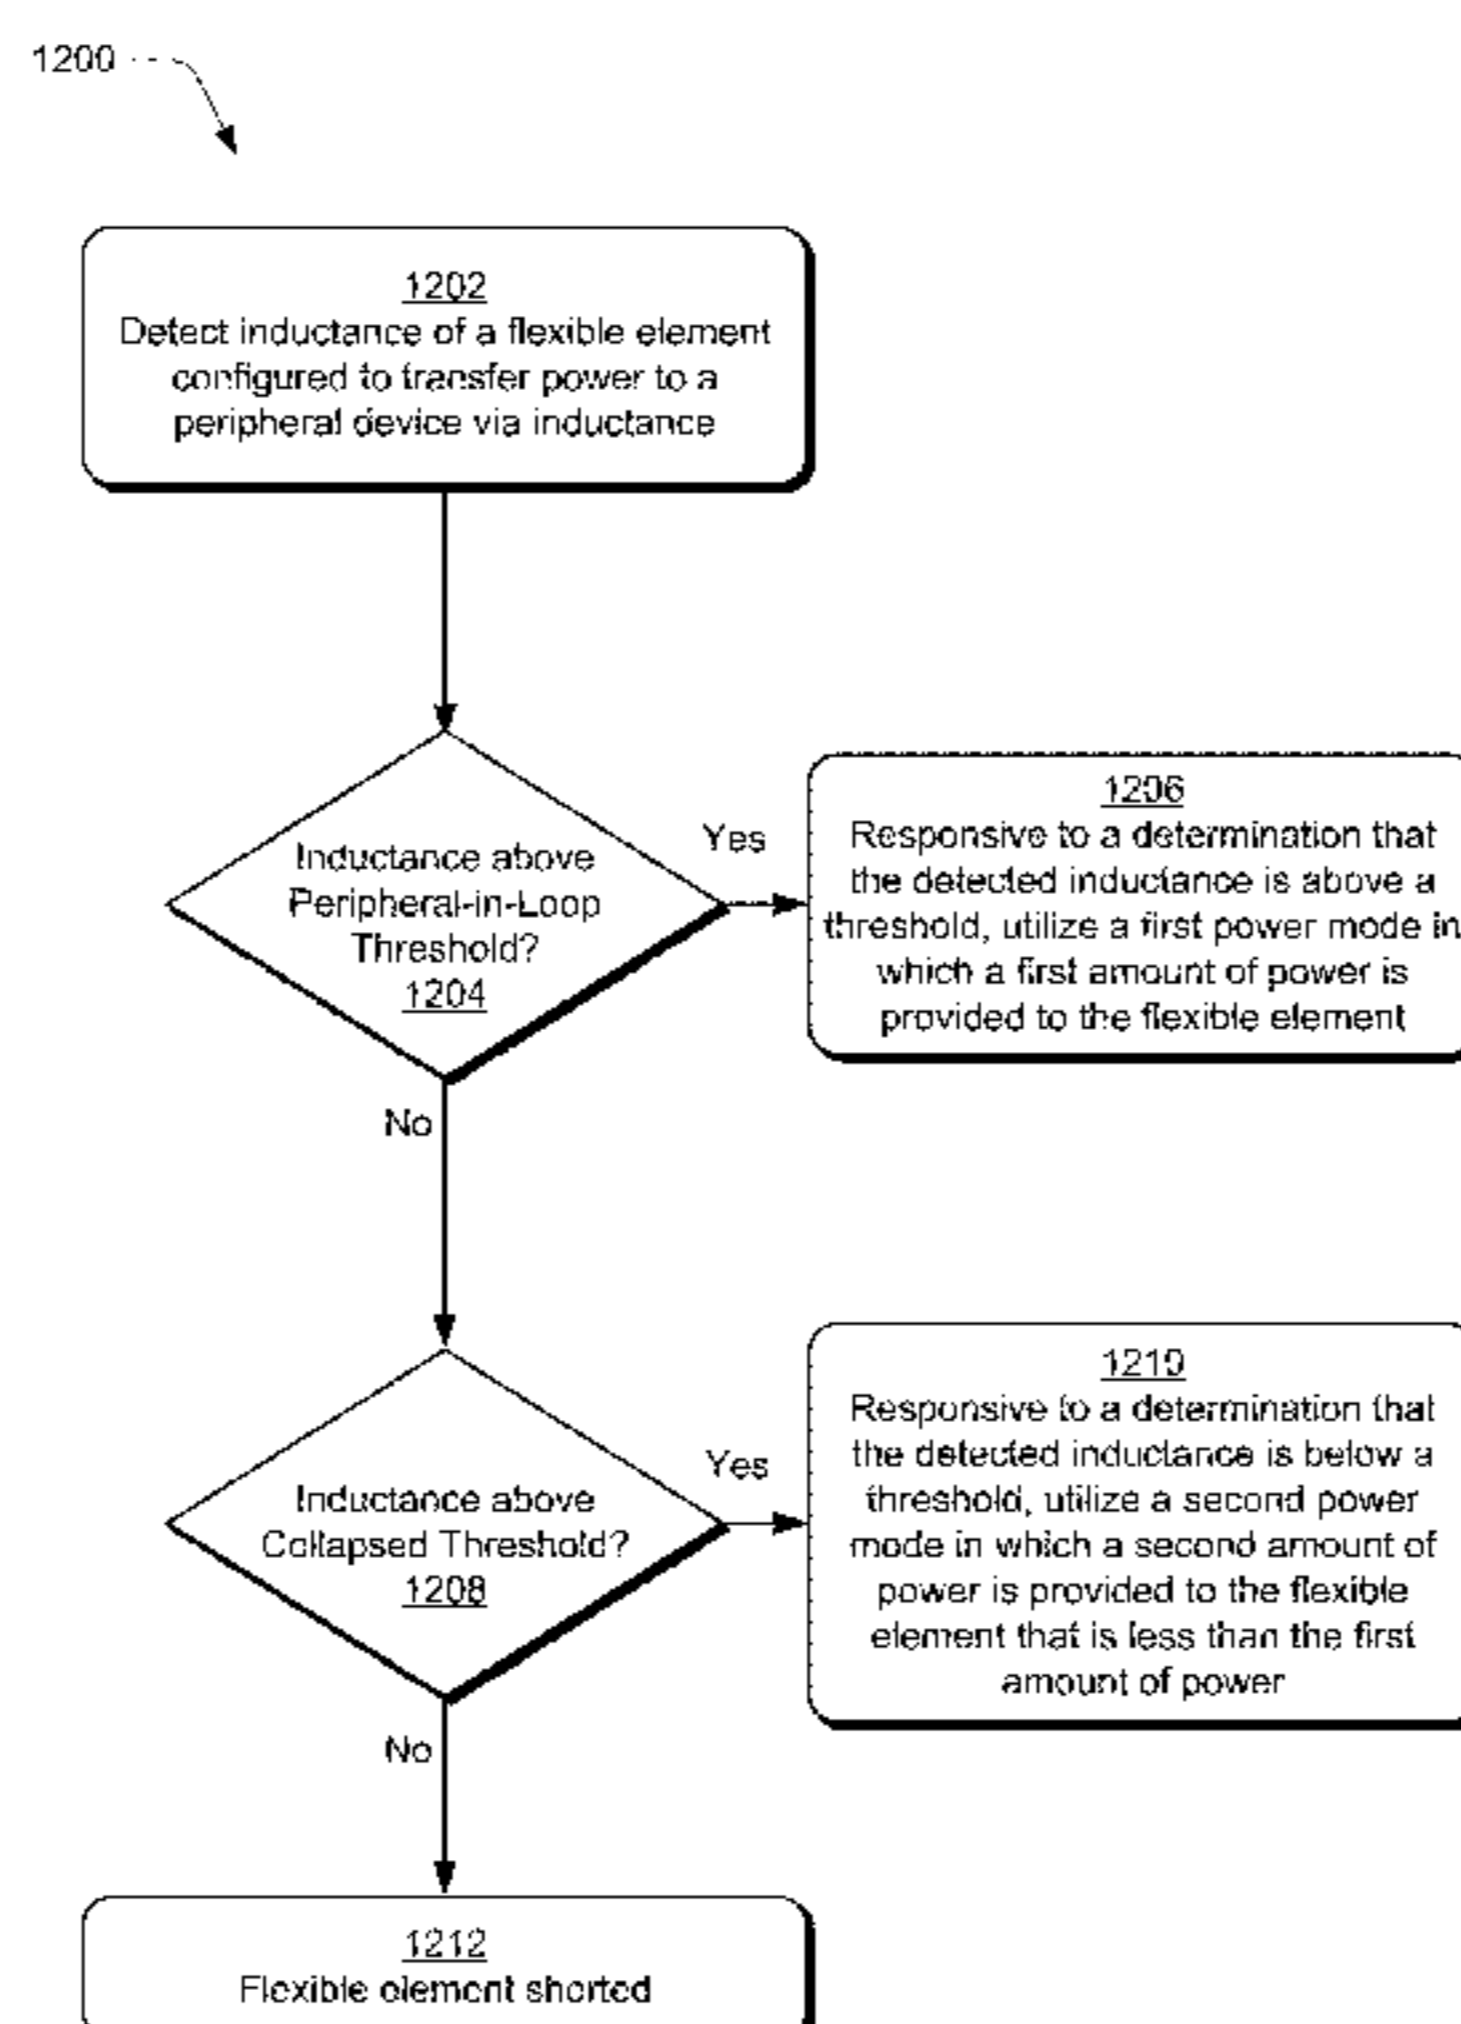 1200
1202
Detect inductance of a flexible element
configured to transfer power to a
peripheral device via inductance
Inductance above
Peripheral-in-Loop
Threshold?
1204
Yes
1206
Responsive to a determination that
the detected inductance is above a
threshold, utilize a first power mode in
which a first amount of power is
provided to the flexible element
No
Inductance above
Collapsed Threshold?
1208
Yes
1210
Responsive to a determination that
the detected inductance is below a
threshold, utilize a second power
mode in which a second amount of
power is provided to the flexible
element that is less than the first
amount of power
No
1212
Flexible element shorted